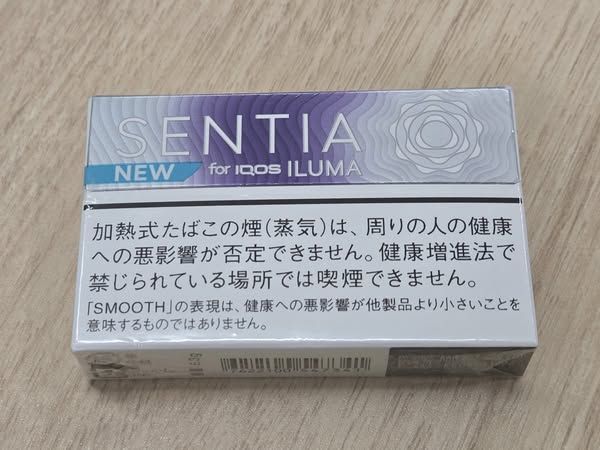 SENTIA
NEW
for IQOS ILUMA
加熱式たばこの煙(蒸気)は、周りの人の健康
への悪影響が否定できません。健康増進法で
禁じられている場所では喫煙できません。
「SMOOTH」の表現は、健康への悪影響が他製品より小さいことを
意味するものではありません。